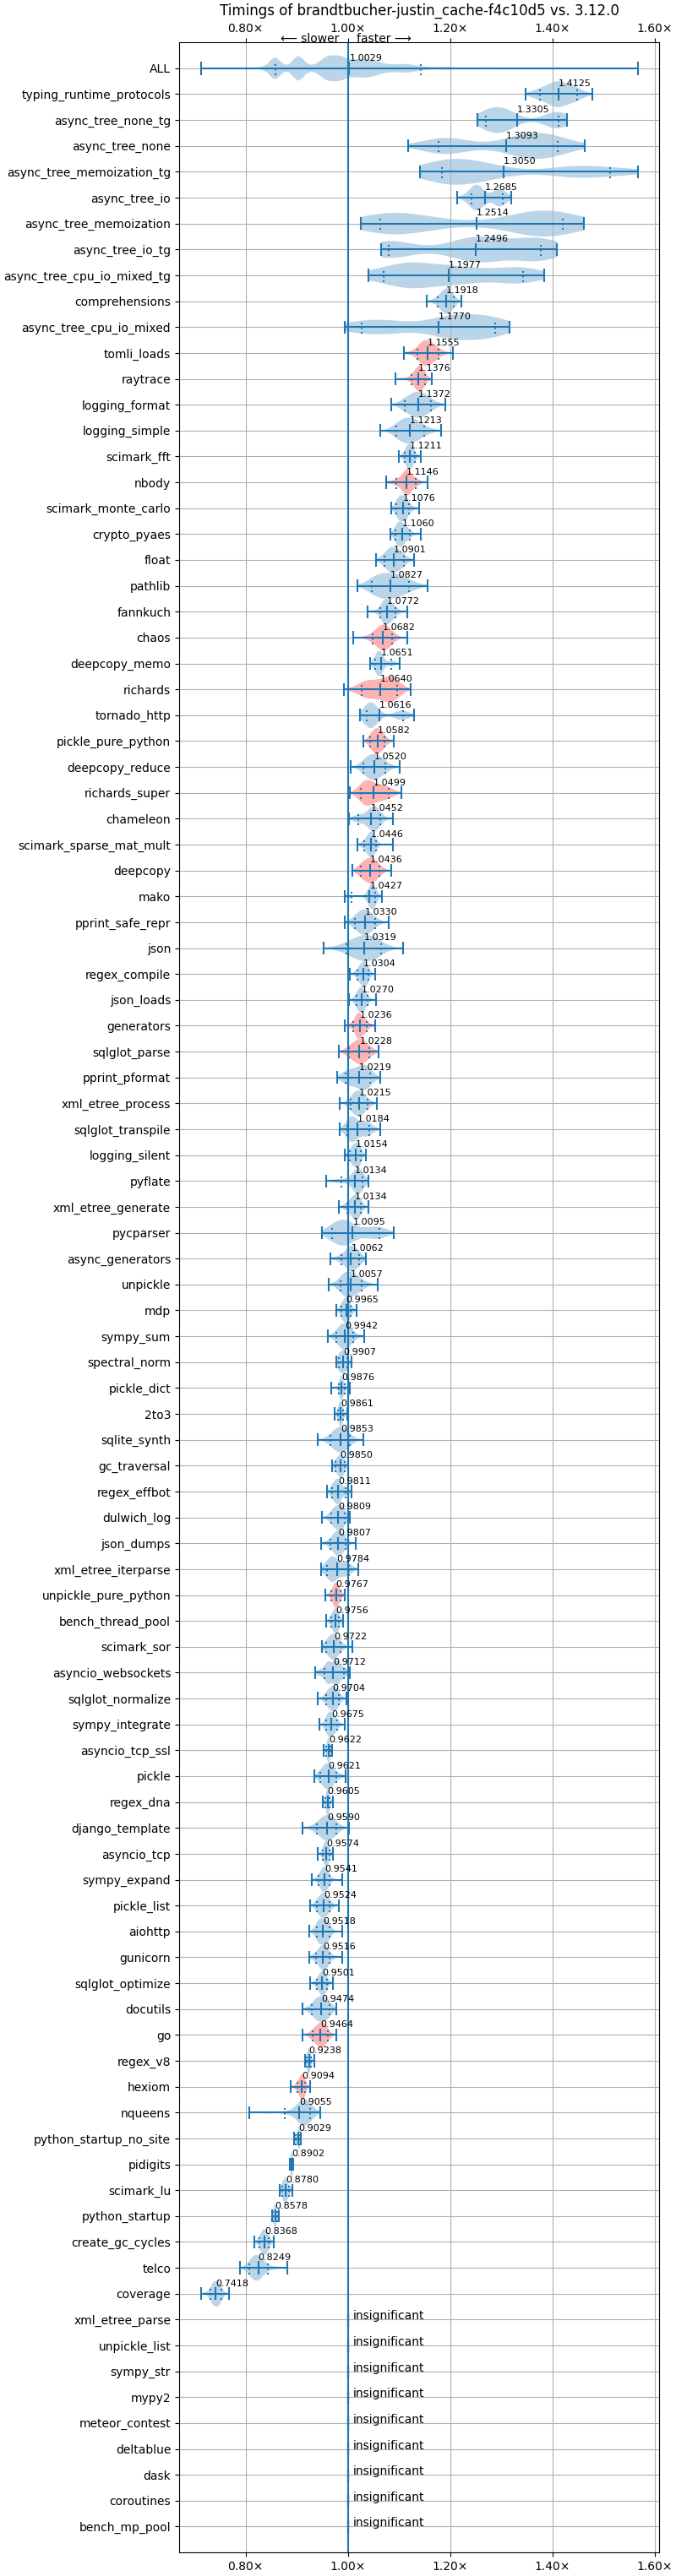 Timings of brandtbucher-justin_cache-f4c10d5 vs. 3.12.0
0.80× 1.00× 1.20× 1.40× 1.60×
⟵ slower faster ⟶
ALL 1.0029
typing_runtime_protocols 1.4125
async_tree_none_tg 1.3305
async_tree_none 1.3093
async_tree_memoization_tg 1.3050
async_tree_io 1.2685
async_tree_memoization 1.2514
async_tree_io_tg 1.2496
async_tree_cpu_io_mixed_tg 1.1977
comprehensions 1.1918
async_tree_cpu_io_mixed 1.1770
tomli_loads 1.1555
raytrace 1.1376
logging_format 1.1372
logging_simple 1.1213
scimark_fft 1.1211
nbody 1.1146
scimark_monte_carlo 1.1076
crypto_pyaes 1.1060
float 1.0901
pathlib 1.0827
fannkuch 1.0772
chaos 1.0682
deepcopy_memo 1.0651
richards 1.0640
tornado_http 1.0616
pickle_pure_python 1.0582
deepcopy_reduce 1.0520
richards_super 1.0499
chameleon 1.0452
scimark_sparse_mat_mult 1.0446
deepcopy 1.0436
mako 1.0427
pprint_safe_repr 1.0330
json 1.0319
regex_compile 1.0304
json_loads 1.0270
generators 1.0236
sqlglot_parse 1.0228
pprint_pformat 1.0219
xml_etree_process 1.0215
sqlglot_transpile 1.0184
logging_silent 1.0154
pyflate 1.0134
xml_etree_generate 1.0134
pycparser 1.0095
async_generators 1.0062
unpickle 1.0057
mdp 0.9965
sympy_sum 0.9942
spectral_norm 0.9907
pickle_dict 0.9876
2to3 0.9861
sqlite_synth 0.9853
gc_traversal 0.9850
regex_effbot 0.9811
dulwich_log 0.9809
json_dumps 0.9807
xml_etree_iterparse 0.9784
unpickle_pure_python 0.9767
bench_thread_pool 0.9756
scimark_sor 0.9722
asyncio_websockets 0.9712
sqlglot_normalize 0.9704
sympy_integrate 0.9675
asyncio_tcp_ssl 0.9622
pickle 0.9621
regex_dna 0.9605
django_template 0.9590
asyncio_tcp 0.9574
sympy_expand 0.9541
pickle_list 0.9524
aiohttp 0.9518
gunicorn 0.9516
sqlglot_optimize 0.9501
docutils 0.9474
go 0.9464
regex_v8 0.9238
hexiom 0.9094
nqueens 0.9055
python_startup_no_site 0.9029
pidigits 0.8902
scimark_lu 0.8780
python_startup 0.8578
create_gc_cycles 0.8368
telco 0.8249
coverage 0.7418
xml_etree_parse insignificant
unpickle_list insignificant
sympy_str insignificant
mypy2 insignificant
meteor_contest insignificant
deltablue insignificant
dask insignificant
coroutines insignificant
bench_mp_pool insignificant
0.80× 1.00× 1.20× 1.40× 1.60×